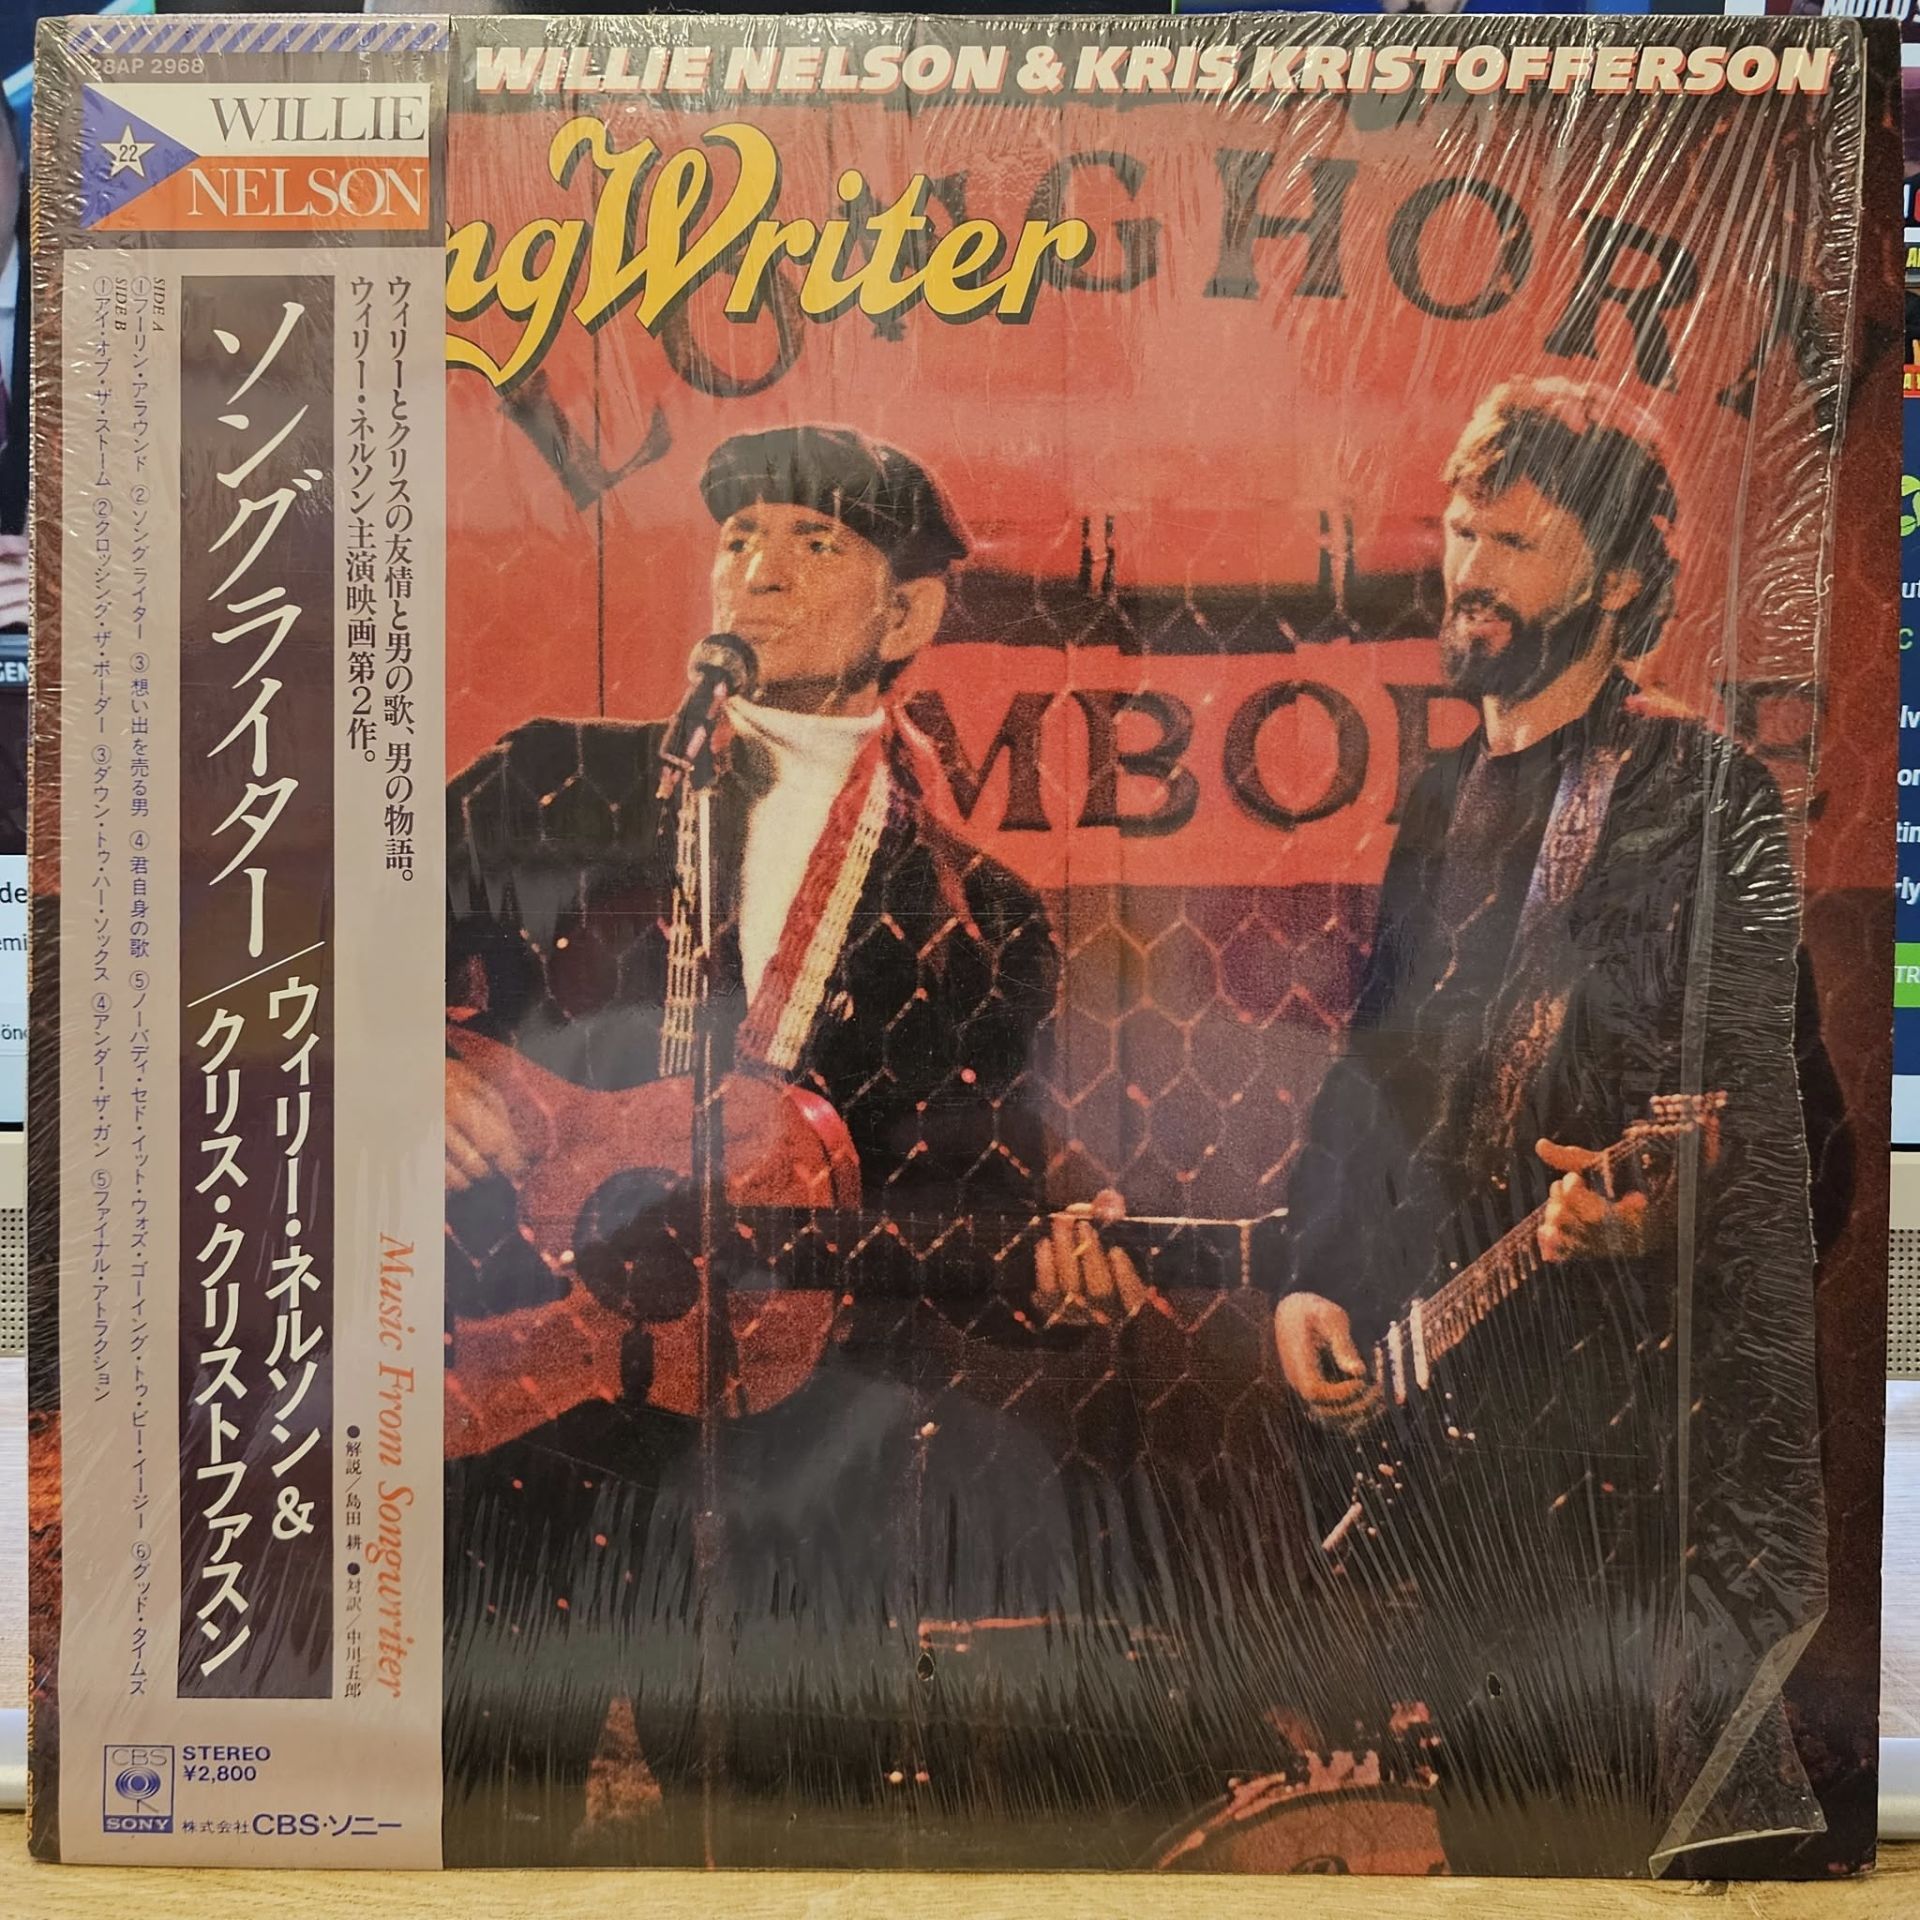 28AP 2968
WILLIE
22
NELSON
WILLIE NELSON & KRIS KRISTOFFERSON
ngWriter
LONGHORN
MBOR
ウィリーとクリスの友情と男の歌、男の物語。
ウィリー・ネルソン主演映画第2作。
Music From Songwriter
●解説/島田 耕 ●対訳/中川五郎
ソングライター/ウィリー・ネルソン&
クリス・クリストファスン
SIDE A
①フーリン・アラウンド ②ソングライター ③想い出を売る男 ④君自身の歌 ⑤ノーバディ・セド・イット・ウォズ・ゴーイング・トゥ・ビー・イージー ⑥グッド・タイムズ
SIDE B
①アイ・オブ・ザ・ストーム ②クロッシング・ザ・ボーダー ③ダウン・トゥ・ハー・ソックス ④アンダー・ザ・ガン ⑤ファイナル・アトラクション
CBS
SONY
STEREO
¥2,800
株式会社CBS・ソニー